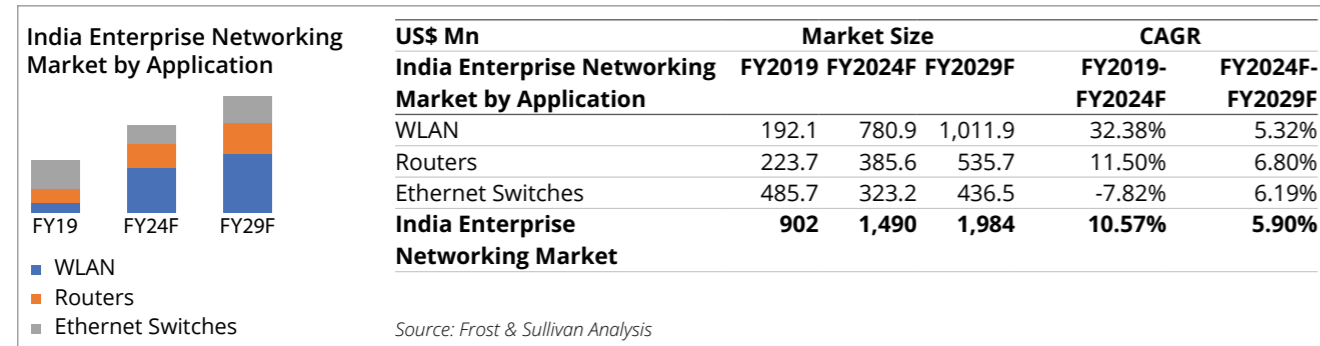 India Enterprise Networking
Market by Application
FY19 FY24F FY29F
WLAN
Routers
Ethernet Switches
US$ Mn Market Size CAGR
India Enterprise Networking FY2019 FY2024F FY2029F FY2019- FY2024F-
Market by Application FY2024F FY2029F
WLAN 192.1 780.9 1,011.9 32.38% 5.32%
Routers 223.7 385.6 535.7 11.50% 6.80%
Ethernet Switches 485.7 323.2 436.5 -7.82% 6.19%
India Enterprise 902 1,490 1,984 10.57% 5.90%
Networking Market
Source: Frost & Sullivan Analysis